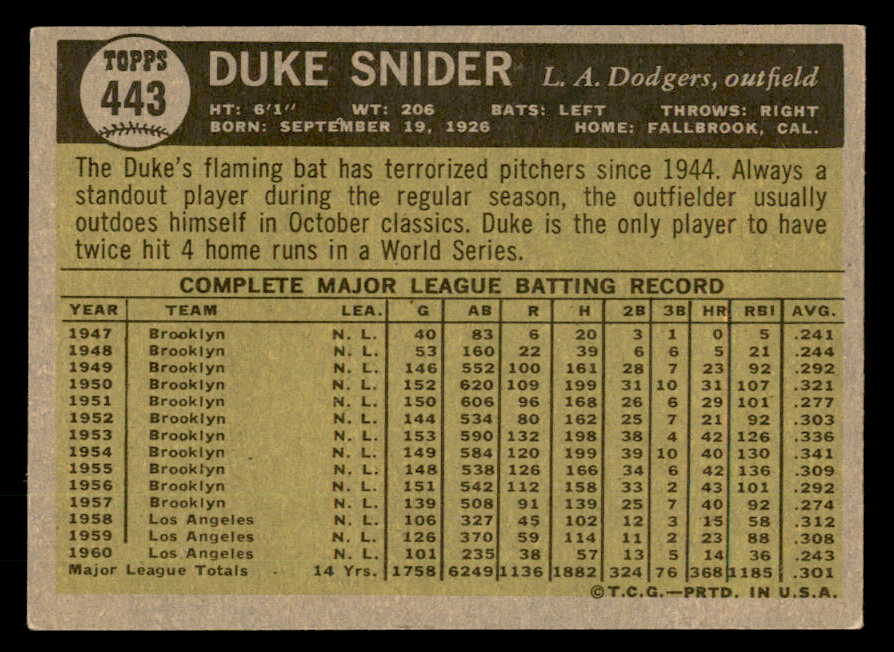 TOPPS
443
DUKE SNIDER L. A. Dodgers, outfield
HT: 6'1" WT: 206 BATS: LEFT THROWS: RIGHT
BORN: SEPTEMBER 19, 1926 HOME: FALLBROOK, CAL.
The Duke's flaming bat has terrorized pitchers since 1944. Always a
standout player during the regular season, the outfielder usually
outdoes himself in October classics. Duke is the only player to have
twice hit 4 home runs in a World Series.
COMPLETE MAJOR LEAGUE BATTING RECORD
YEAR TEAM LEA. G AB R H 2B 3B HR RBI AVG.
1947 Brooklyn N. L. 40 83 6 20 3 1 0 5 .241
1948 Brooklyn N. L. 53 160 22 39 6 6 5 21 .244
1949 Brooklyn N. L. 146 552 100 161 28 7 23 92 .292
1950 Brooklyn N. L. 152 620 109 199 31 10 31 107 .321
1951 Brooklyn N. L. 150 606 96 168 26 6 29 101 .277
1952 Brooklyn N. L. 144 534 80 162 25 7 21 92 .303
1953 Brooklyn N. L. 153 590 132 198 38 4 42 126 .336
1954 Brooklyn N. L. 149 584 120 199 39 10 40 130 .341
1955 Brooklyn N. L. 148 538 126 166 34 6 42 136 .309
1956 Brooklyn N. L. 151 542 112 158 33 2 43 101 .292
1957 Brooklyn N. L. 139 508 91 139 25 7 40 92 .274
1958 Los Angeles N. L. 106 327 45 102 12 3 15 58 .312
1959 Los Angeles N. L. 126 370 59 114 11 2 23 88 .308
1960 Los Angeles N. L. 101 235 38 57 13 5 14 36 .243
Major League Totals 14 Yrs. 1758 6249 1136 1882 324 76 368 1185 .301
©T.C.G.—PRTD. IN U.S.A.